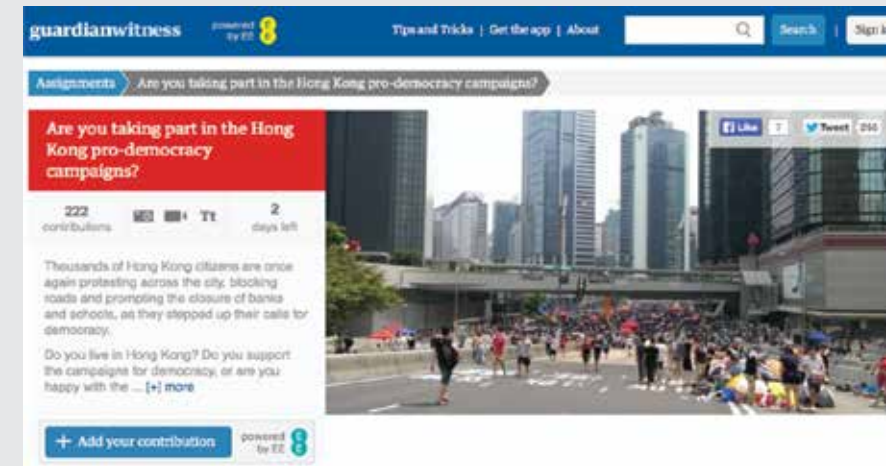 guardianwitness
powered
by EE
Tips and Tricks | Get the app | About
Search
Sign i
Assignments
Are you taking part in the Hong Kong pro-democracy campaigns?
Are you taking part in the Hong
Kong pro-democracy
campaigns?
222
contributions
Tt
2
days left
Like
7
Tweet
Thousands of Hong Kong citizens are once
again protesting across the city, blocking
roads and prompting the closure of banks
and schools, as they stepped up their calls for
democracy.
Do you live in Hong Kong? Do you support
the campaigns for democracy, or are you
happy with the ... [+] more
+ Add your contribution
powered
by EE